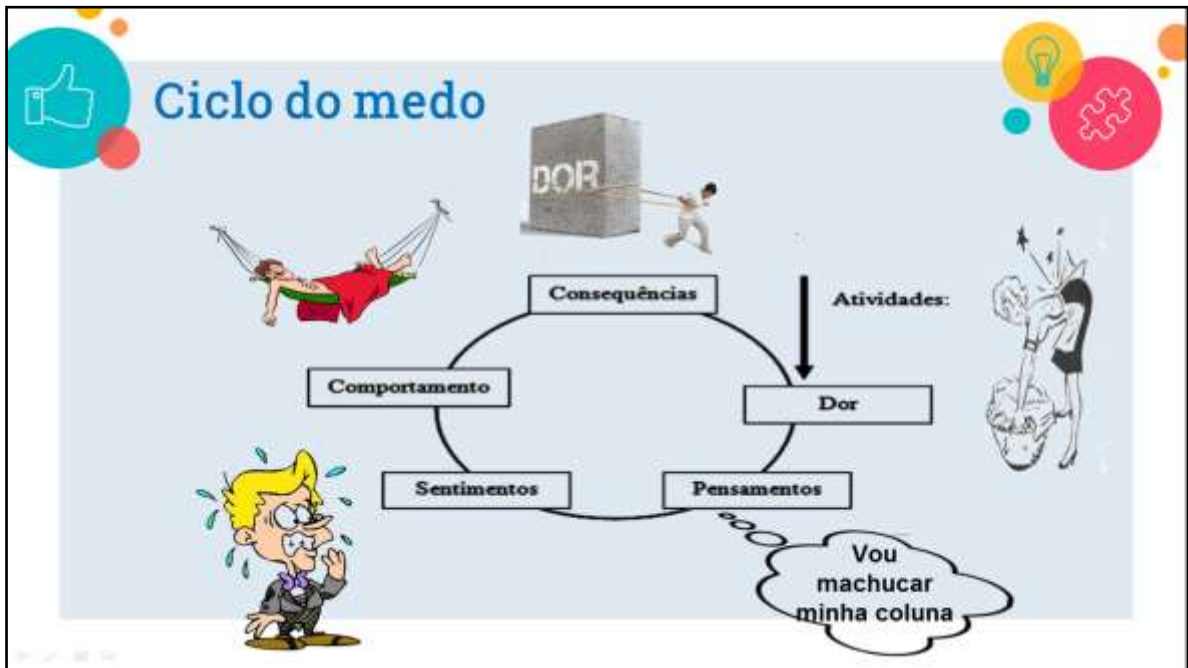 Ciclo do medo
DOR
Consequências
Atividades:
Comportamento
Dor
Sentimentos
Pensamentos
Vou
machucar
minha coluna